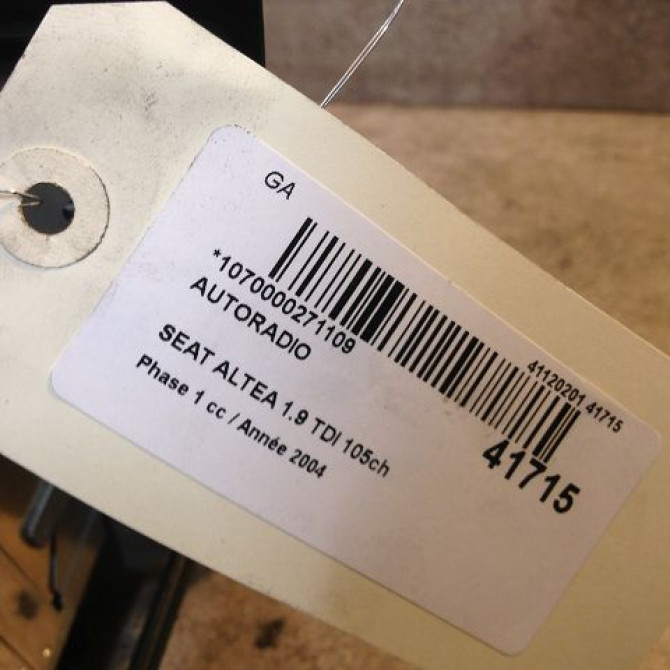 GA
*1070000271109
41120201 41715
AUTORADIO
41715
SEAT ALTEA 1.9 TDI 105ch
Phase 1 cc / Année 2004